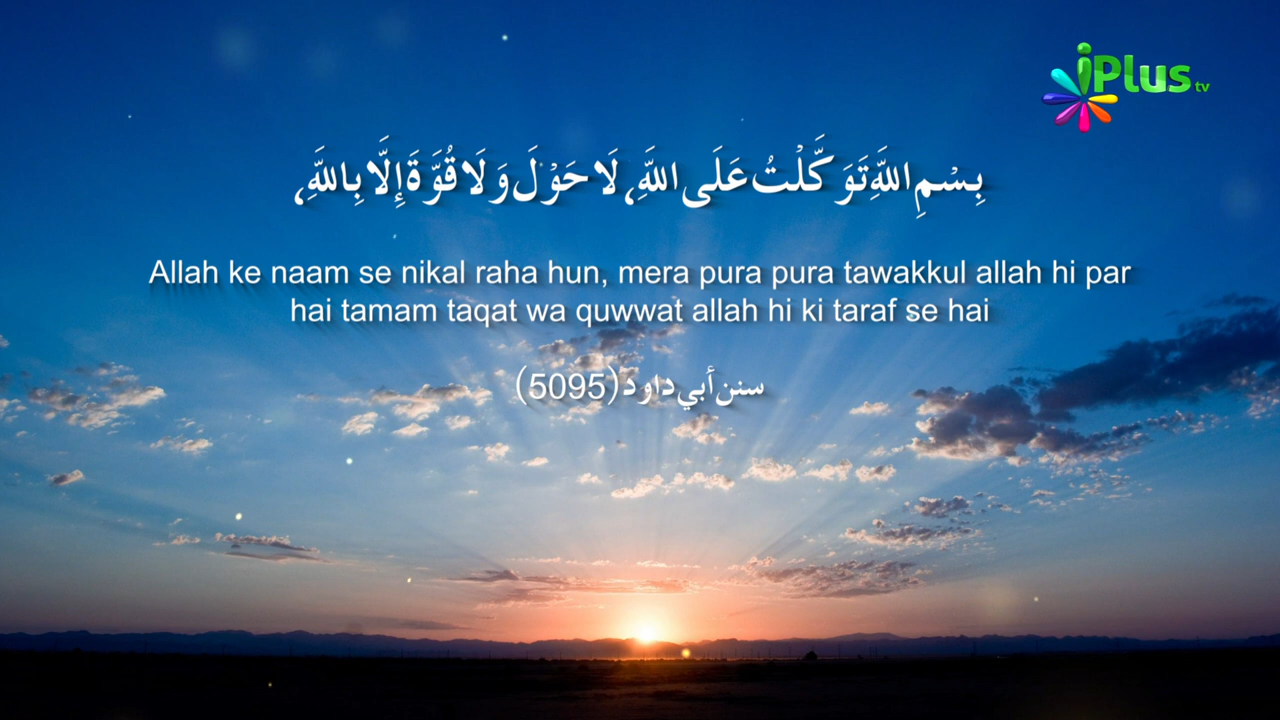 iPlus tv
بِسْمِ اللَّهِ تَوَكَّلْتُ عَلَى اللَّهِ، لَا حَوْلَ وَلَا قُوَّةَ إِلَّا بِاللَّهِ،
Allah ke naam se nikal raha hun, mera pura pura tawakkul allah hi par
hai tamam taqat wa quwwat allah hi ki taraf se hai
سنن أبي داود (5095)